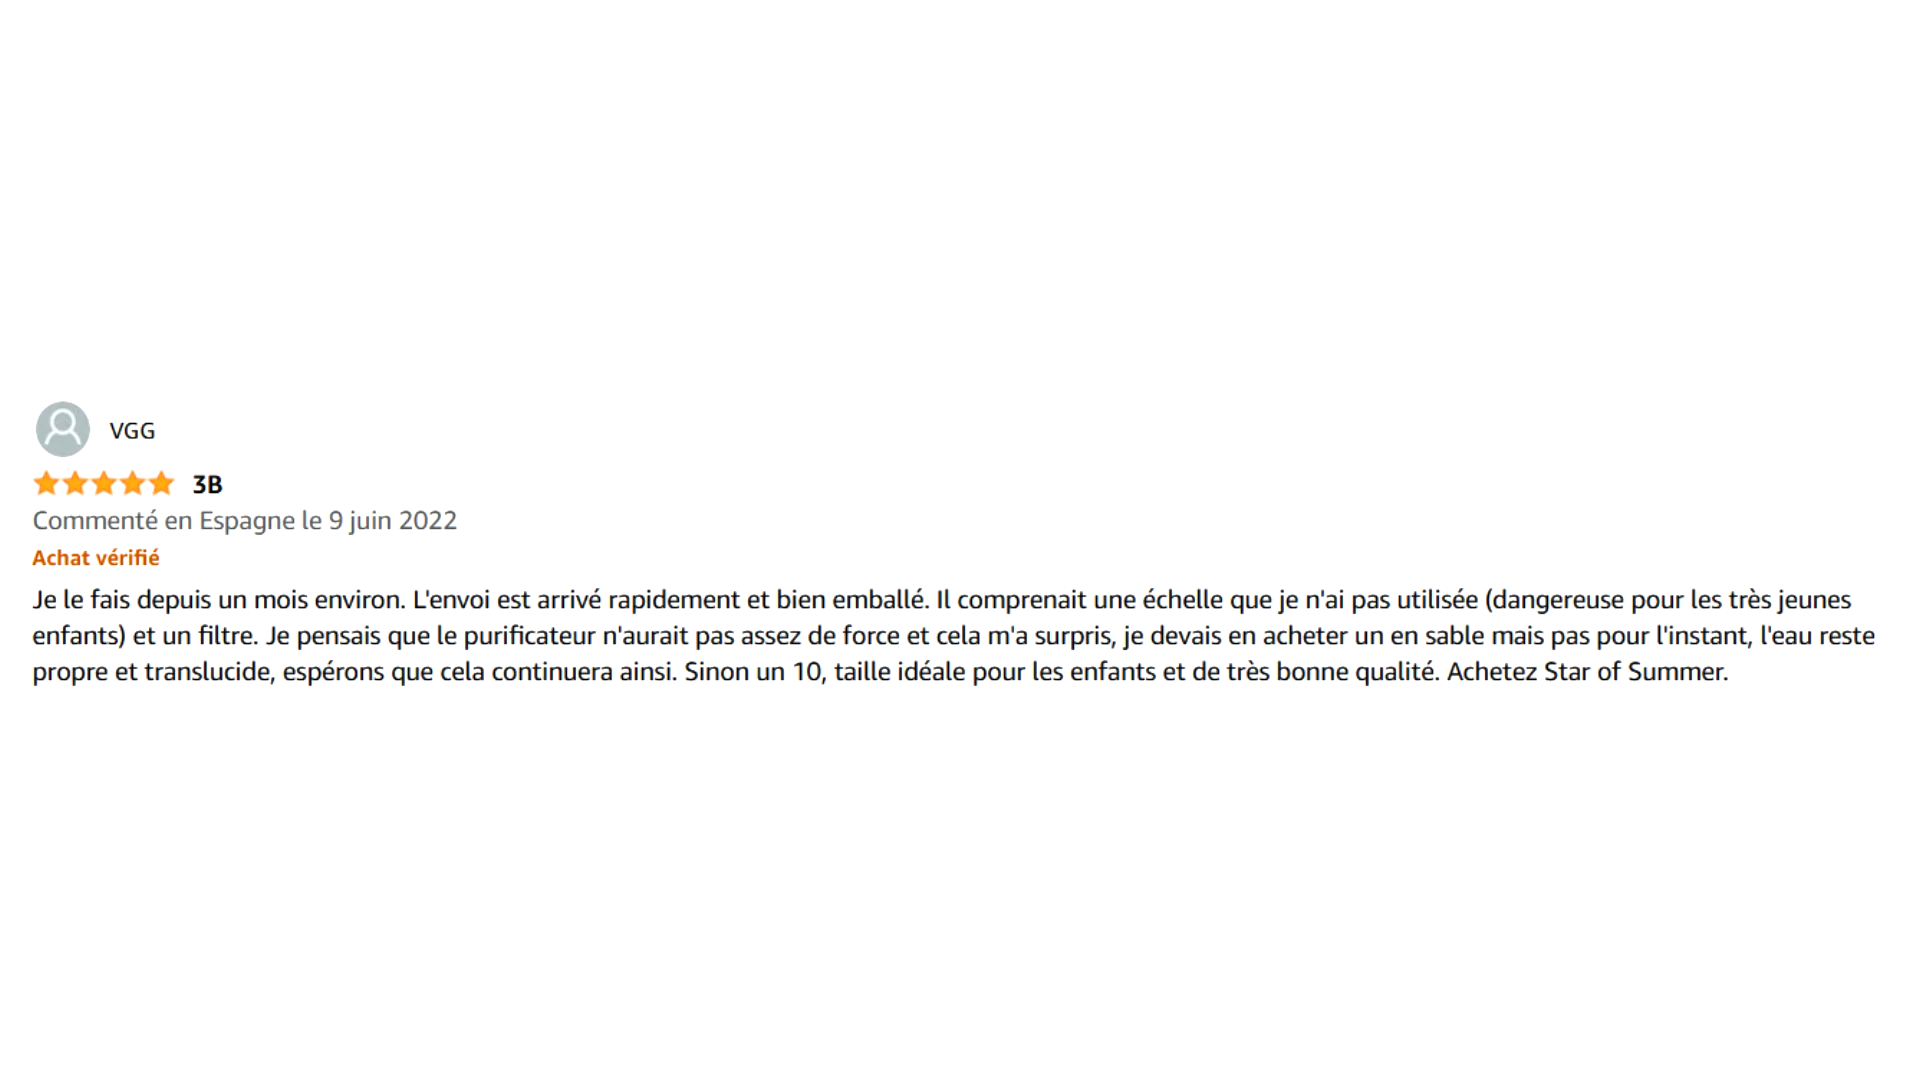 VGG
3B
Commenté en Espagne le 9 juin 2022
Achat vérifié
Je le fais depuis un mois environ. L'envoi est arrivé rapidement et bien emballé. Il comprenait une échelle que je n'ai pas utilisée (dangereuse pour les très jeunes
enfants) et un filtre. Je pensais que le purificateur n'aurait pas assez de force et cela m'a surpris, je devais en acheter un en sable mais pas pour l'instant, l'eau reste
propre et translucide, espérons que cela continuera ainsi. Sinon un 10, taille idéale pour les enfants et de très bonne qualité. Achetez Star of Summer.